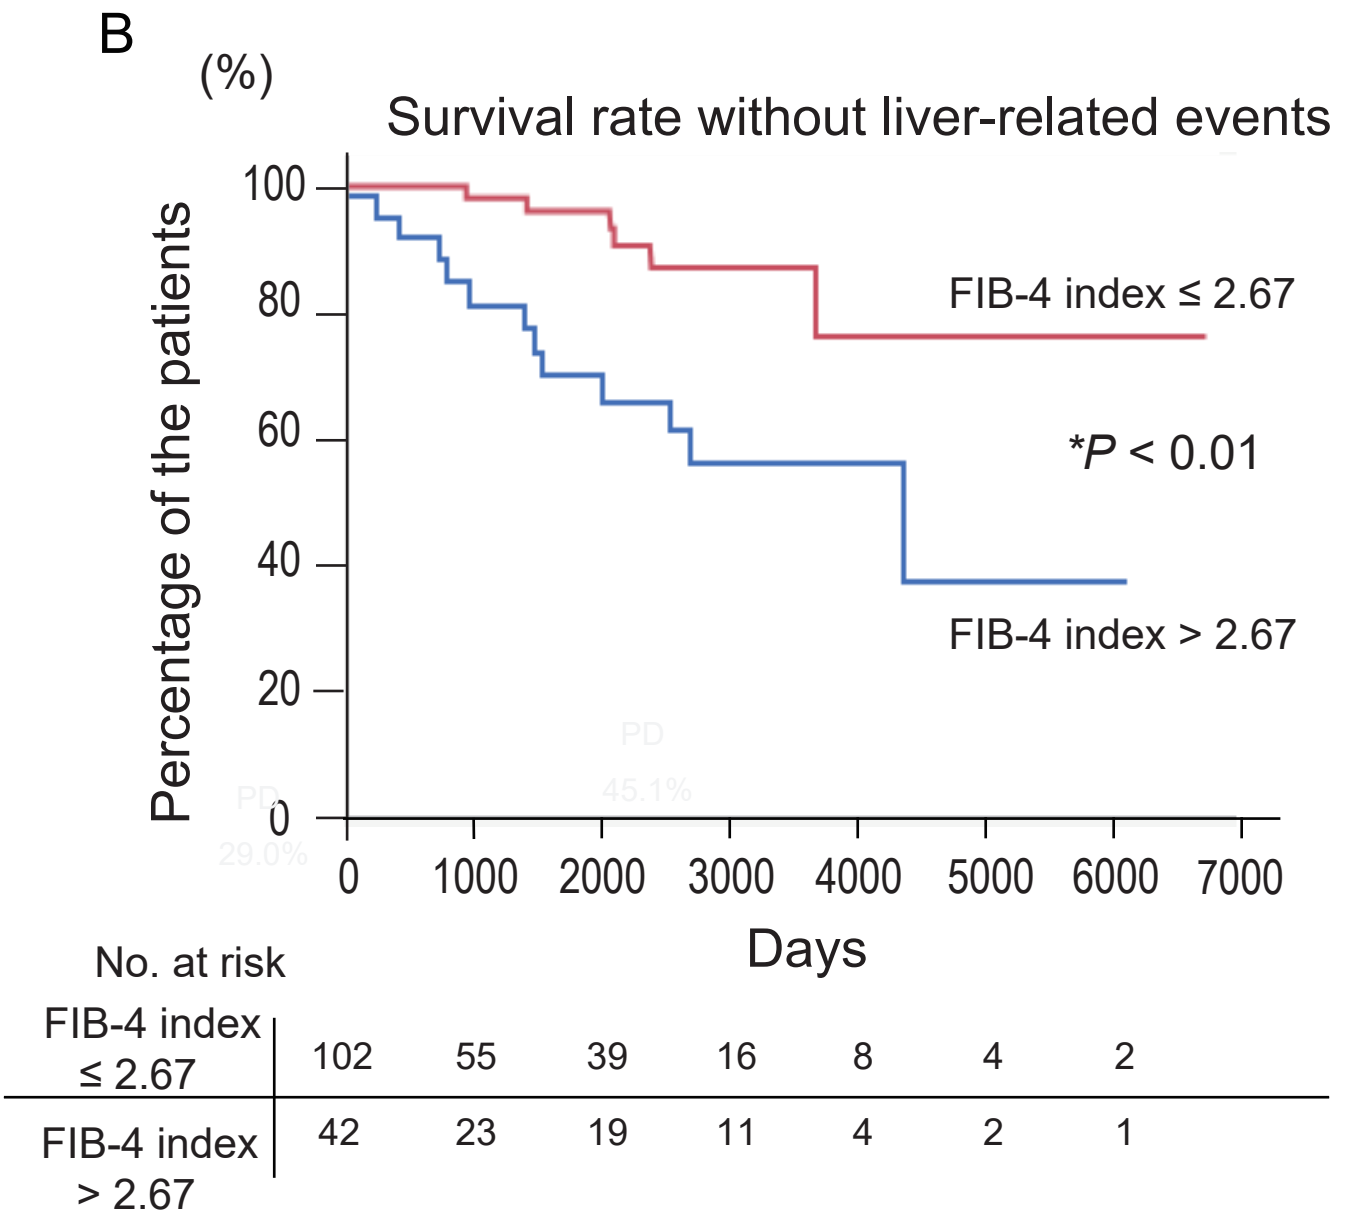 B
(%)
Survival rate without liver-related events
Percentage of the patients
100
80
60
40
20
0
FIB-4 index ≤ 2.67
*P < 0.01
FIB-4 index > 2.67
PD
45.1%
PD
29.0%
0 1000 2000 3000 4000 5000 6000 7000
Days
No. at risk
FIB-4 index
≤ 2.67
102 55 39 16 8 4 2
FIB-4 index
> 2.67
42 23 19 11 4 2 1